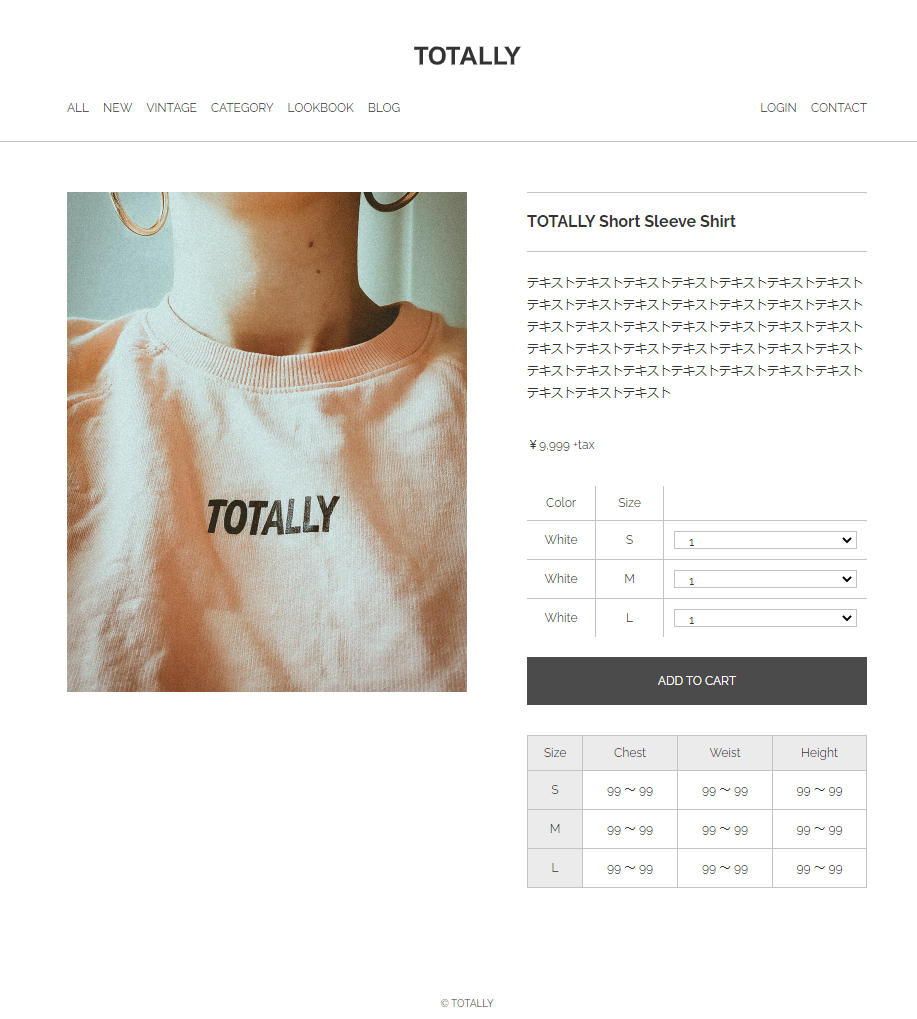 TOTALLY
ALL NEW VINTAGE CATEGORY LOOKBOOK BLOG LOGIN CONTACT
TOTALLY
TOTALLY Short Sleeve Shirt
テキストテキストテキストテキストテキストテキストテキスト
テキストテキストテキストテキストテキストテキストテキスト
テキストテキストテキストテキストテキストテキストテキスト
テキストテキストテキストテキストテキストテキストテキスト
テキストテキストテキストテキストテキストテキストテキスト
テキストテキストテキスト
¥9,999 +tax
Color Size
White S 1
White M 1
White L 1
ADD TO CART
Size Chest Weist Height
S 99 〜 99 99 〜 99 99 〜 99
M 99 〜 99 99 〜 99 99 〜 99
L 99 〜 99 99 〜 99 99 〜 99
© TOTALLY